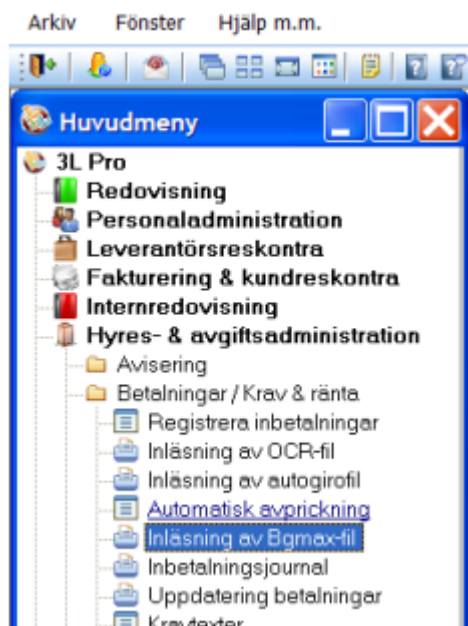 Arkiv Fönster Hjälp m.m.
Huvudmeny
3L Pro
Redovisning
Personaladministration
Leverantörsreskontra
Fakturering & kundreskontra
Internredovisning
Hyres- & avgiftsadministration
Avisering
Betalningar / Krav & ränta
Registrera inbetalningar
Inläsning av OCR-fil
Inläsning av autogirofil
Automatisk avprickning
Inläsning av Bgmax-fil
Inbetalningsjournal
Uppdatering betalningar
Kravtexter